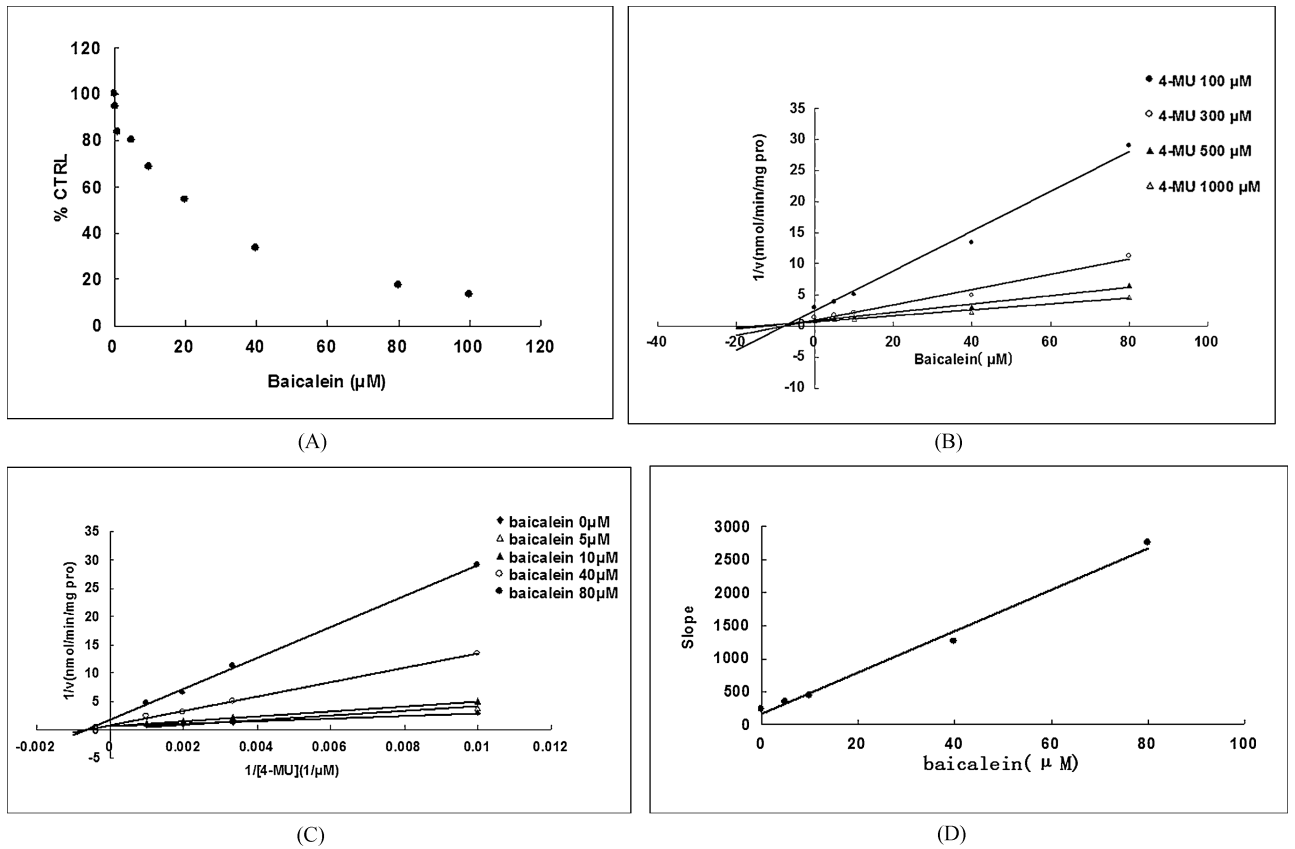 120
100
80
60
40
20
0
% CTRL
0 20 40 60 80 100 120
Baicalein (µM)
(A)
4-MU 100 µM
4-MU 300 µM
4-MU 500 µM
4-MU 1000 µM
35
30
25
20
15
10
5
0
-5
-10
1/v(nmol/min/mg pro)
-40 -20 0 20 40 60 80 100
Baicalein( µM)
(B)
baicalein 0µM
baicalein 5µM
baicalein 10µM
baicalein 40µM
baicalein 80µM
35
30
25
20
15
10
5
-5
1/v(nmol/min/mg pro)
-0.002 0 0.002 0.004 0.006 0.008 0.01 0.012
1/[4-MU](1/µM)
(C)
3000
2500
2000
1500
1000
500
0
Slope
0 20 40 60 80 100
baicalein( µ M)
(D)